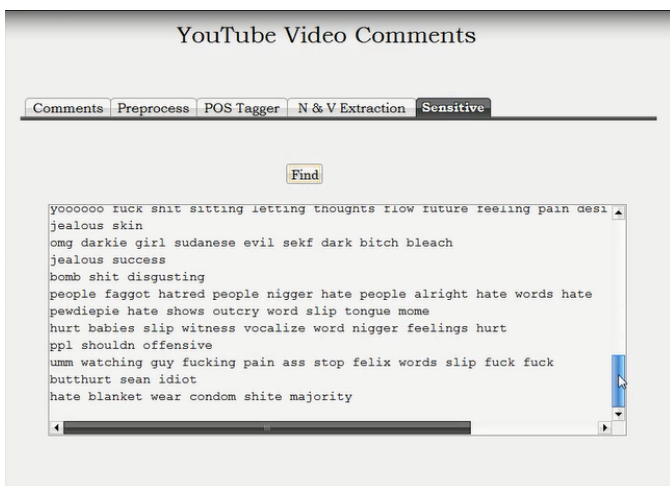 YouTube Video Comments
Comments Preprocess POS Tagger N & V Extraction Sensitive
Find
yoooooo fuck shit sitting letting thoughts flow future feeling pain desi
jealous skin
omg darkie girl sudanese evil sekf dark bitch bleach
jealous success
bomb shit disgusting
people faggot hatred people nigger hate people alright hate words hate
pewdiepie hate shows outcry word slip tongue mome
hurt babies slip witness vocalize word nigger feelings hurt
ppl shouldn offensive
umm watching guy fucking pain ass stop felix words slip fuck fuck
butthurt sean idiot
hate blanket wear condom shite majority